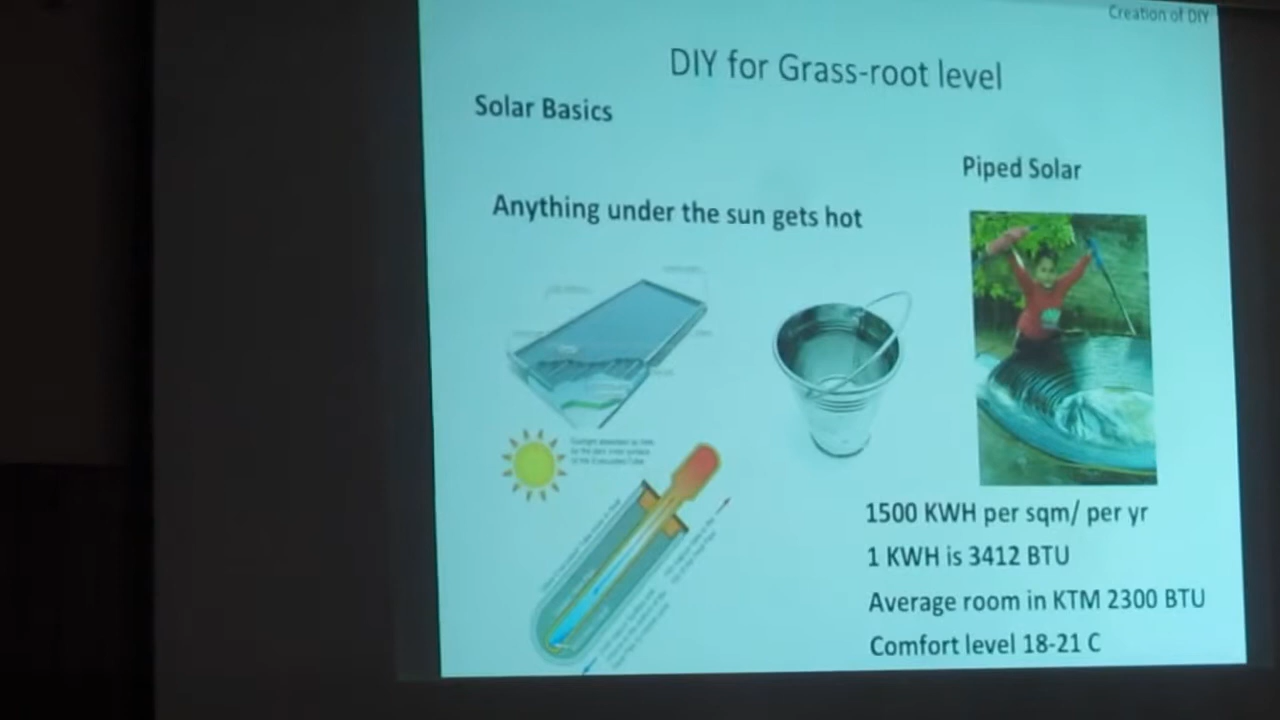 Creation of DIY
DIY for Grass-root level
Solar Basics
Piped Solar
Anything under the sun gets hot
1500 KWH per sqm/ per yr
1 KWH is 3412 BTU
Average room in KTM 2300 BTU
Comfort level 18-21 C